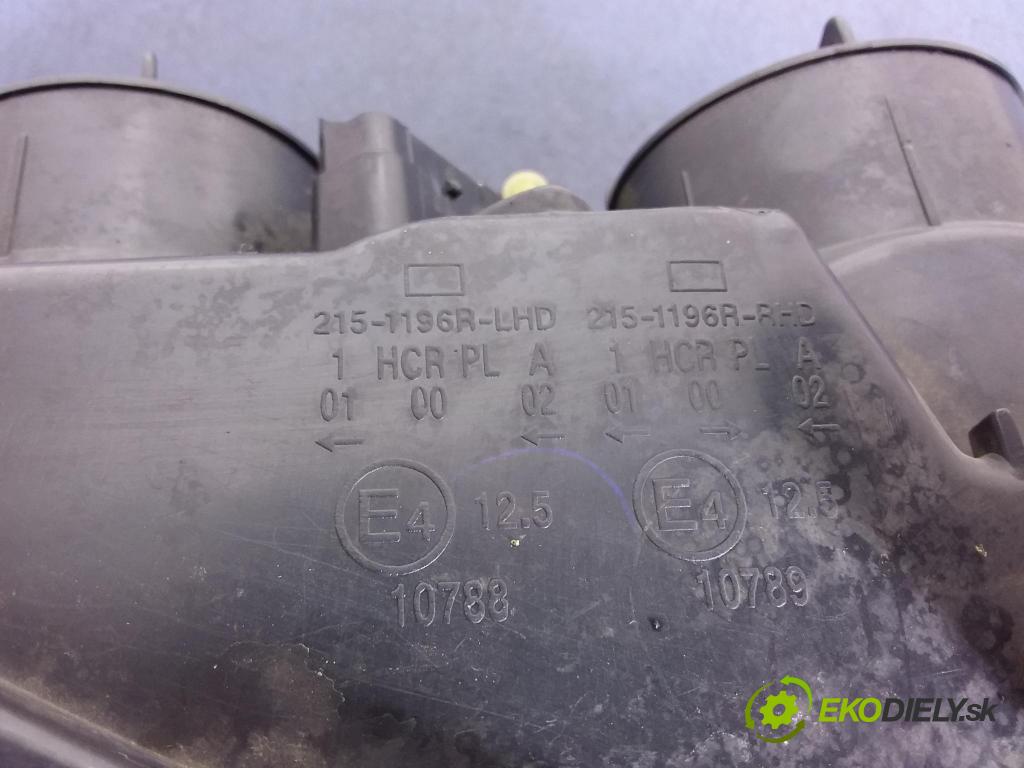 215-1196R-LHD 215-1196R-RHD
1 HCR PL A 1 HCR PL A
01 00 02 01 00 02
← ← ← → ←
E4 12.5 E4 12.5
10788 10789
EKODIELY.sk